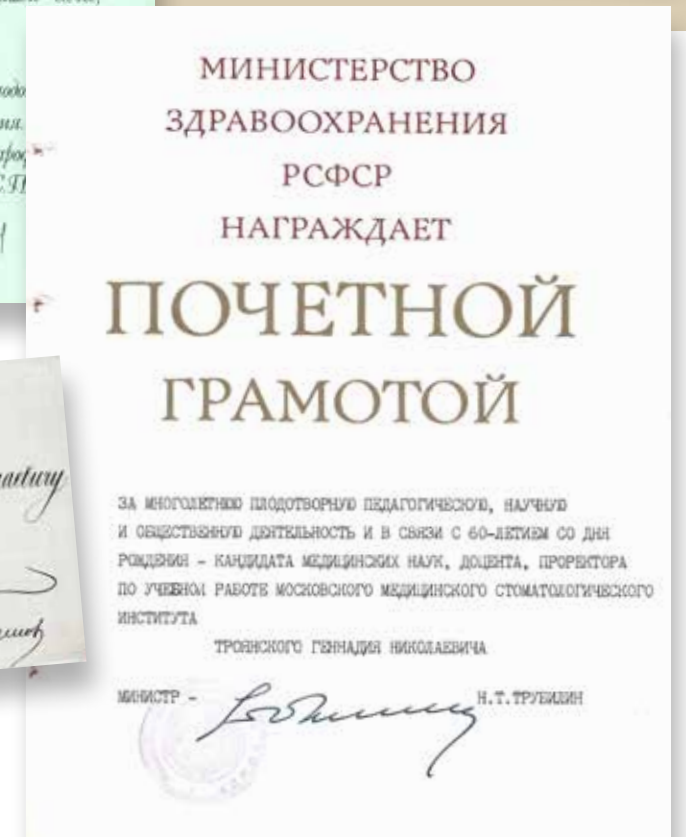 МИНИСТЕРСТВО
ЗДРАВООХРАНЕНИЯ
РСФСР
НАГРАЖДАЕТ
ПОЧЕТНОЙ
ГРАМОТОЙ
ЗА МНОГОЛЕТНЮЮ ПЛОДОТВОРНУЮ ПЕДАГОГИЧЕСКУЮ, НАУЧНУЮ
И ОБЩЕСТВЕННУЮ ДЕЯТЕЛЬНОСТЬ И В СВЯЗИ С 60-ЛЕТИЕМ СО ДНЯ
РОЖДЕНИЯ - КАНДИДАТА МЕДИЦИНСКИХ НАУК, ДОЦЕНТА, ПРОРЕКТОРА
ПО УЧЕБНОЙ РАБОТЕ МОСКОВСКОГО МЕДИЦИНСКОГО СТОМАТОЛОГИЧЕСКОГО
ИНСТИТУТА
ТРОЯНСКОГО ГЕННАДИЯ НИКОЛАЕВИЧА
МИНИСТР - Н.Т.ТРУБИЛИН